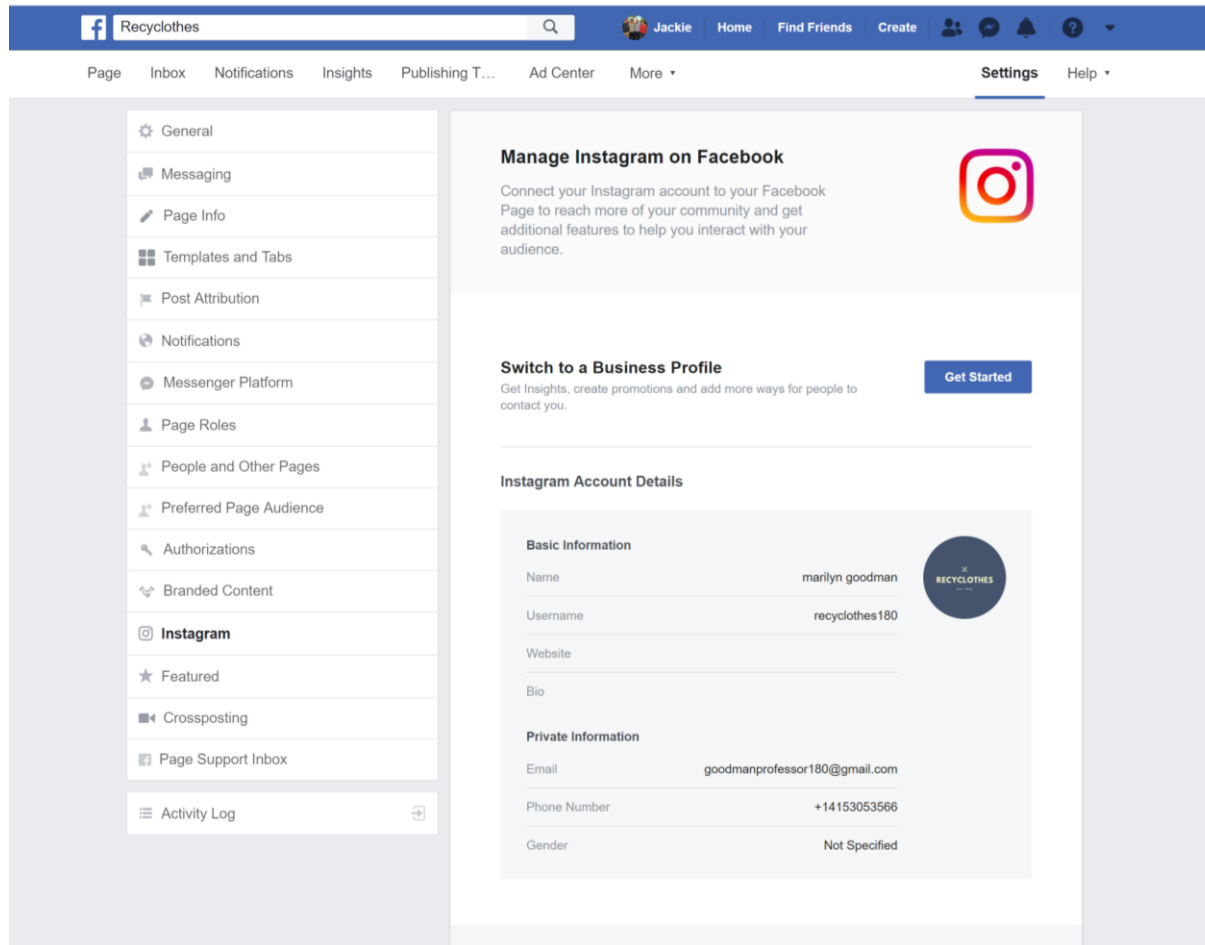 Recyclothes
Jackie
Home
Find Friends
Create
Page
Inbox
Notifications
Insights
Publishing T...
Ad Center
More
Settings
Help
General
Messaging
Page Info
Templates and Tabs
Post Attribution
Notifications
Messenger Platform
Page Roles
People and Other Pages
Preferred Page Audience
Authorizations
Branded Content
Instagram
Featured
Crossposting
Page Support Inbox
Activity Log
Manage Instagram on Facebook
Connect your Instagram account to your Facebook
Page to reach more of your community and get
additional features to help you interact with your
audience.
Switch to a Business Profile
Get Insights, create promotions and add more ways for people to
contact you.
Get Started
Instagram Account Details
Basic Information
Name marilyn goodman
Username recyclothes180
Website
Bio
RECYCLOTHES
Private Information
Email goodmanprofessor180@gmail.com
Phone Number +14153053566
Gender Not Specified